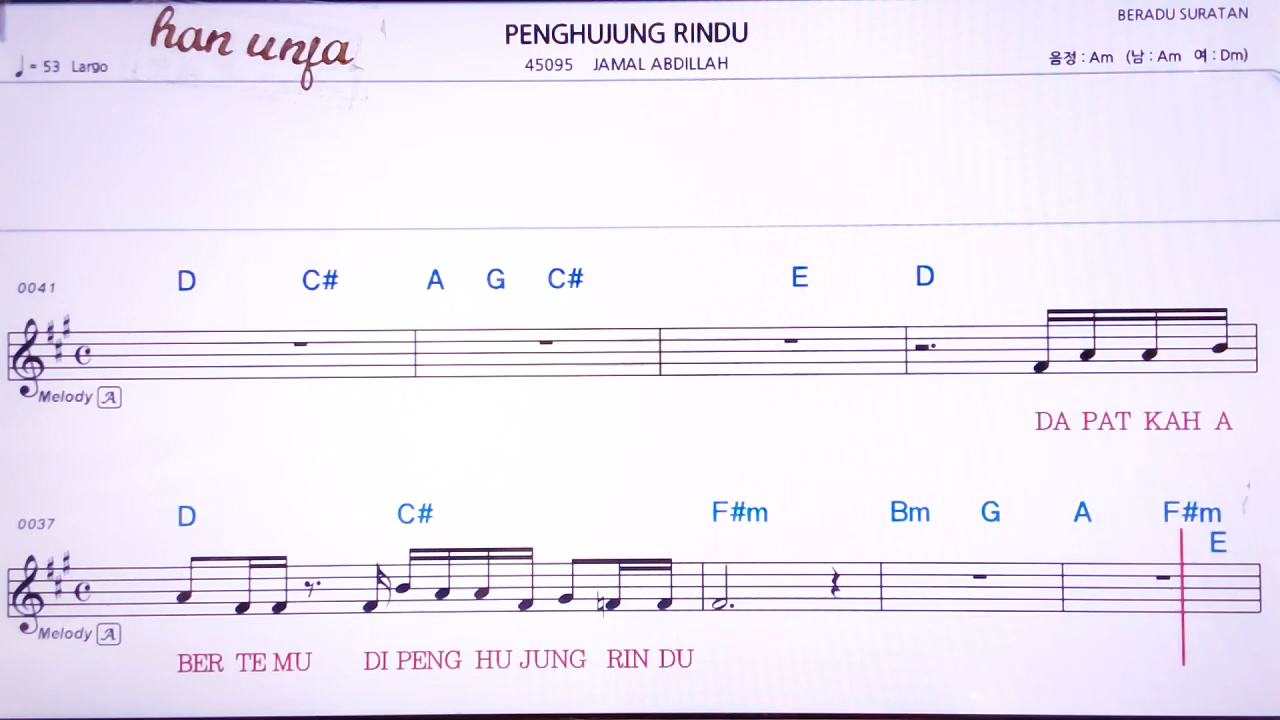 han unfa
PENGHUJUNG RINDU
BERADU SURATAN
♩= 53 Largo
45095 JAMAL ABDILLAH
음정 : Am (남 : Am 여 : Dm)
0041
D C# A G C# E D
Melody A
DA PAT KAH A
0037
D C# F#m Bm G A F#m
E
Melody A
BER TE MU DI PENG HU JUNG RIN DU